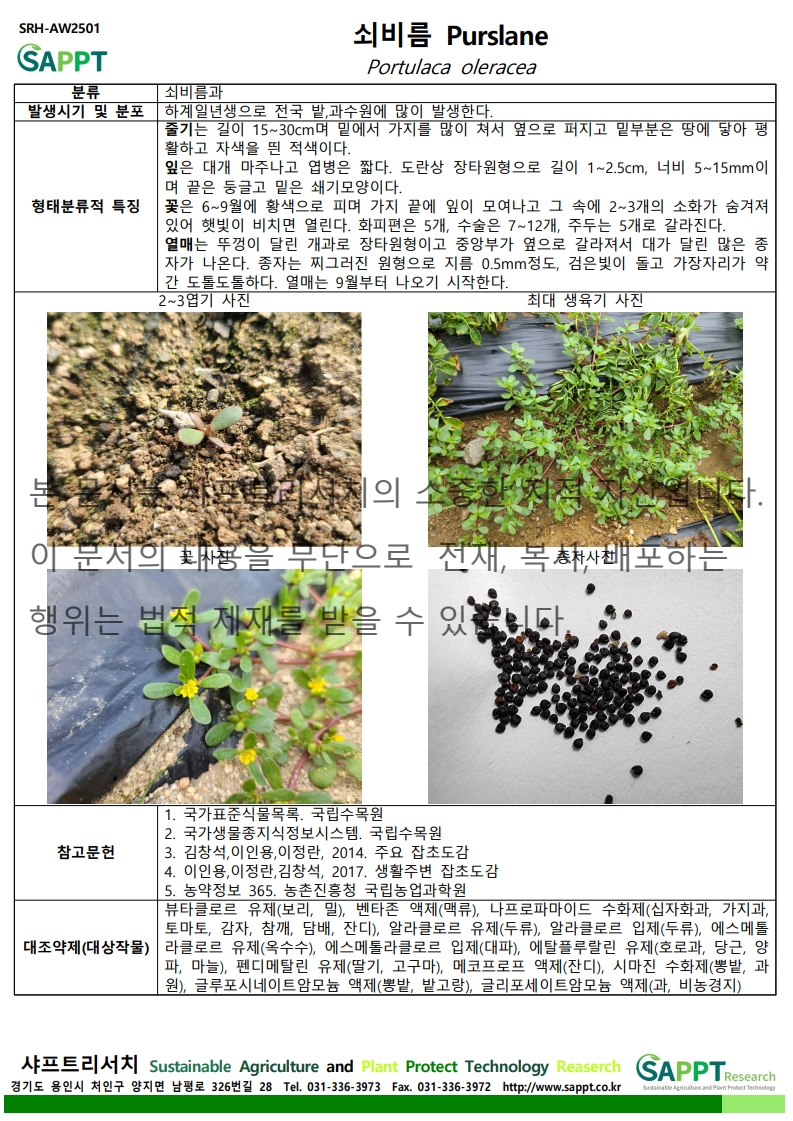 SRH-AW2501
쇠비름 Purslane
SAPPT
Portulaca oleracea
분류
쇠비름과
발생시기 및 분포
하계일년생으로 전국 밭,과수원에 많이 발생한다.
형태분류적 특징
줄기는 길이 15~30cm며 밑에서 가지를 많이 쳐서 옆으로 퍼지고 밑부분은 땅에 닿아 평
활하고 자색을 띈 적색이다.
잎은 대개 마주나고 엽병은 짧다. 도란상 장타원형으로 길이 1~2.5cm, 너비 5~15mm이
며 끝은 둥글고 밑은 쇄기모양이다.
꽃은 6~9월에 황색으로 피며 가지 끝에 잎이 모여나고 그 속에 2~3개의 소화가 숨겨져
있어 햇빛이 비치면 열린다. 화피편은 5개, 수술은 7~12개, 주두는 5개로 갈라진다.
열매는 뚜껑이 달린 개과로 장타원형이고 중앙부가 옆으로 갈라져서 대가 달린 많은 종
자가 나온다. 종자는 찌그러진 원형으로 지름 0.5mm정도, 검은빛이 돌고 가장자리가 약
간 도톨도톨하다. 열매는 9월부터 나오기 시작한다.
2~3엽기 사진
최대 생육기 사진
본 문서는 샤프트리서치의 소중한 지적 자산입니다.
꽃 사진
종자사진
이 문서의 내용을 무단으로 전재, 복사, 배포하는
행위는 법적 제재를 받을 수 있습니다
참고문헌
1. 국가표준식물목록. 국립수목원
2. 국가생물종지식정보시스템. 국립수목원
3. 김창석,이인용,이정란, 2014. 주요 잡초도감
4. 이인용,이정란,김창석, 2017. 생활주변 잡초도감
5. 농약정보 365. 농촌진흥청 국립농업과학원
대조약제(대상작물)
뷰타클로르 유제(보리, 밀), 벤타존 액제(맥류), 나프로파마이드 수화제(십자화과, 가지과,
토마토, 감자, 참깨, 담배, 잔디), 알라클로르 유제(두류), 알라클로르 입제(두류), 에스메톨
라클로르 유제(옥수수), 에스메톨라클로르 입제(대파), 에탈플루랄린 유제(호로과, 당근, 양
파, 마늘), 펜디메탈린 유제(딸기, 고구마), 메코프로프 액제(잔디), 시마진 수화제(뽕밭, 과
원), 글루포시네이트암모늄 액제(뽕밭, 밭고랑), 글리포세이트암모늄 액제(과, 비농경지)
샤프트리서치 Sustainable Agriculture and Plant Protect Technology Reaserch
경기도 용인시 처인구 양지면 남평로 326번길 28 Tel. 031-336-3973 Fax. 031-336-3972 http://www.sappt.co.kr
SAPPT Research
Sustainable Agriculture and Plant Protect Technology